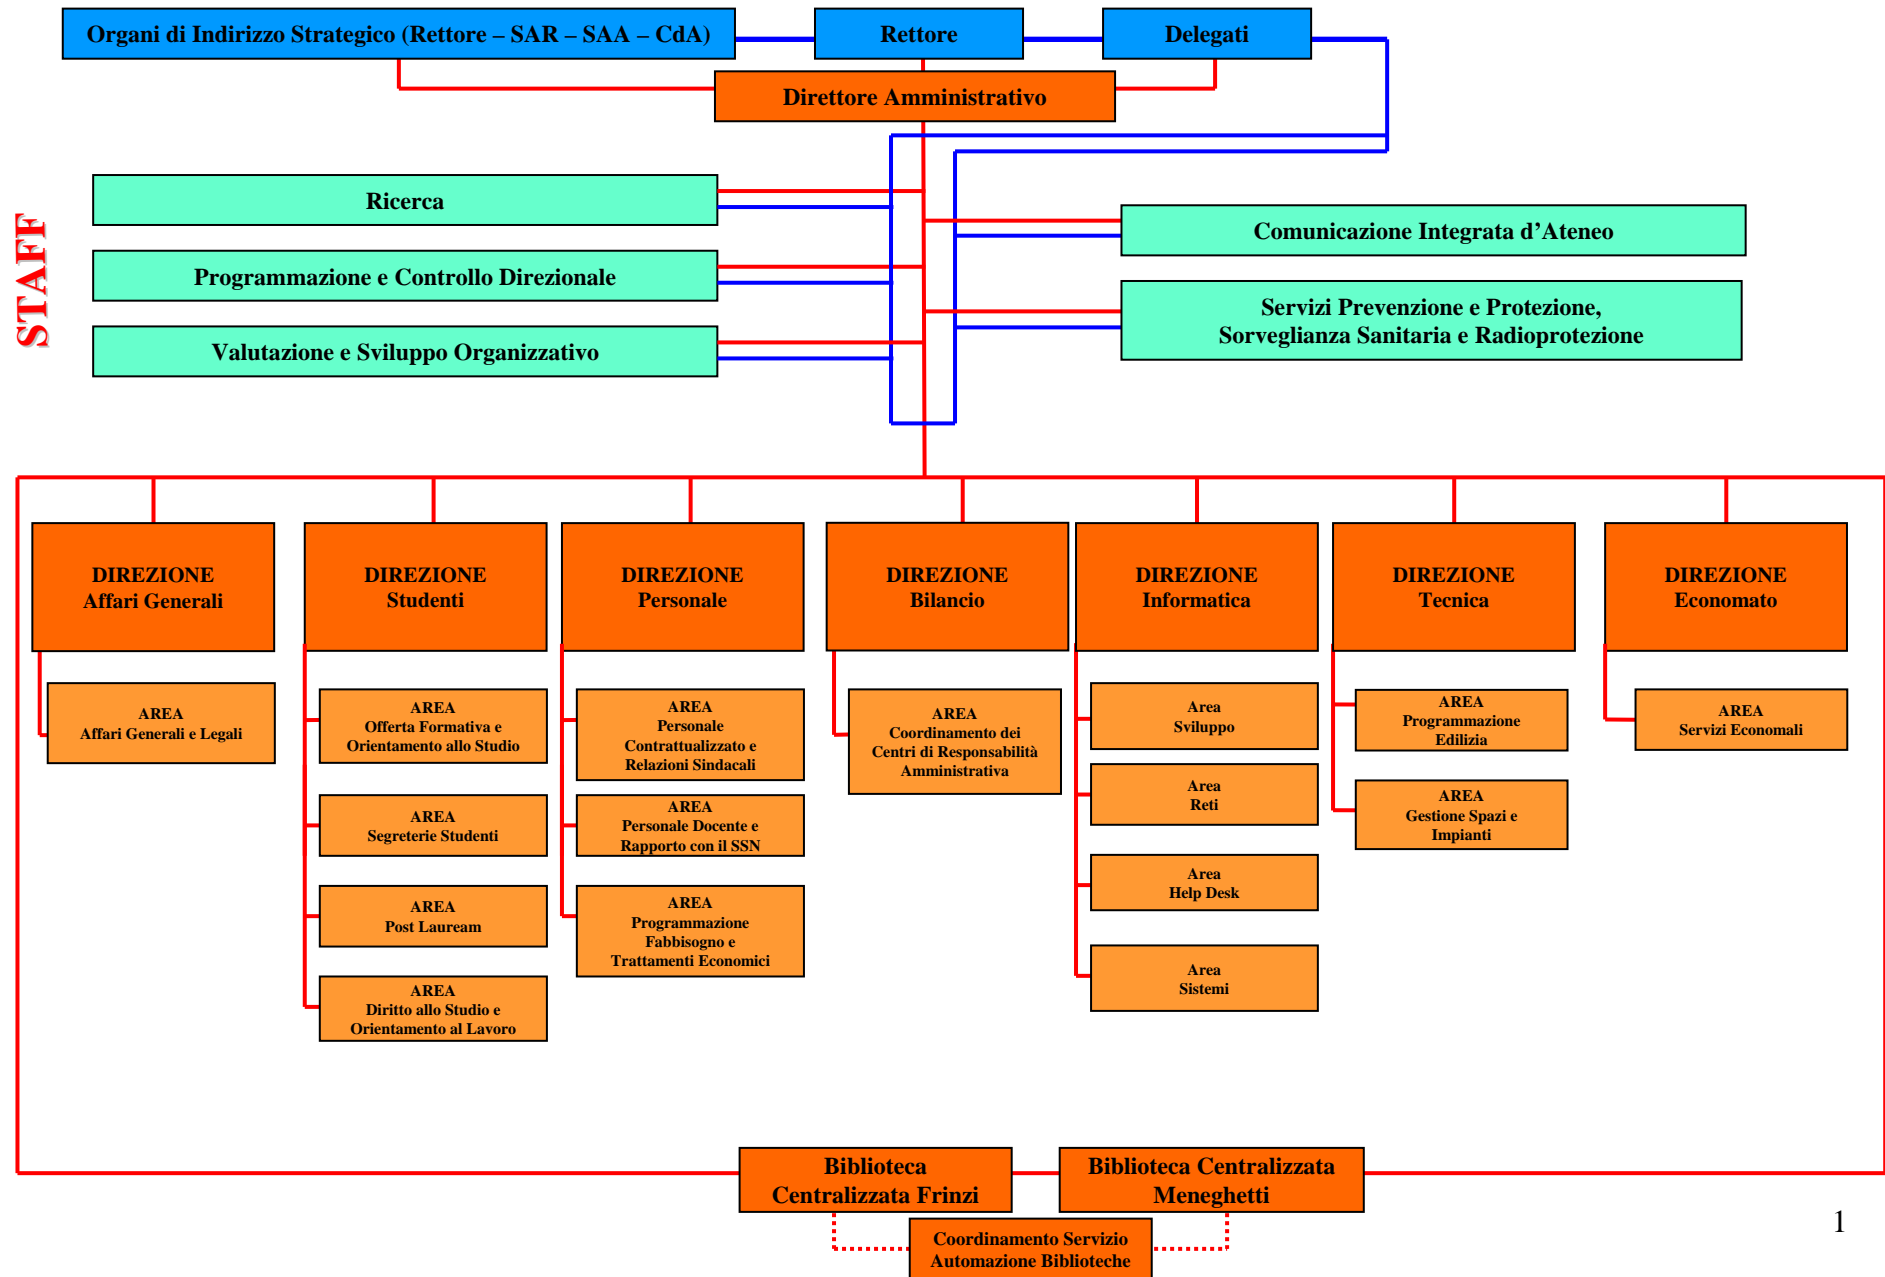 Organi di Indirizzo Strategico (Rettore – SAR – SAA – CdA)
Rettore
Delegati
Direttore Amministrativo
STAFF
Ricerca
Programmazione e Controllo Direzionale
Valutazione e Sviluppo Organizzativo
Comunicazione Integrata d’Ateneo
Servizi Prevenzione e Protezione,
Sorveglianza Sanitaria e Radioprotezione
DIREZIONE
Affari Generali
AREA
Affari Generali e Legali
DIREZIONE
Studenti
AREA
Offerta Formativa e
Orientamento allo Studio
AREA
Segreterie Studenti
AREA
Post Lauream
AREA
Diritto allo Studio e
Orientamento al Lavoro
DIREZIONE
Personale
AREA
Personale
Contrattualizzato e
Relazioni Sindacali
AREA
Personale Docente e
Rapporto con il SSN
AREA
Programmazione
Fabbisogno e
Trattamenti Economici
DIREZIONE
Bilancio
AREA
Coordinamento dei
Centri di Responsabilità
Amministrativa
DIREZIONE
Informatica
Area
Sviluppo
Area
Reti
Area
Help Desk
Area
Sistemi
DIREZIONE
Tecnica
AREA
Programmazione
Edilizia
AREA
Gestione Spazi e
Impianti
DIREZIONE
Economato
AREA
Servizi Economali
Biblioteca
Centralizzata Frinzi
Biblioteca Centralizzata
Meneghetti
Coordinamento Servizio
Automazione Biblioteche
1